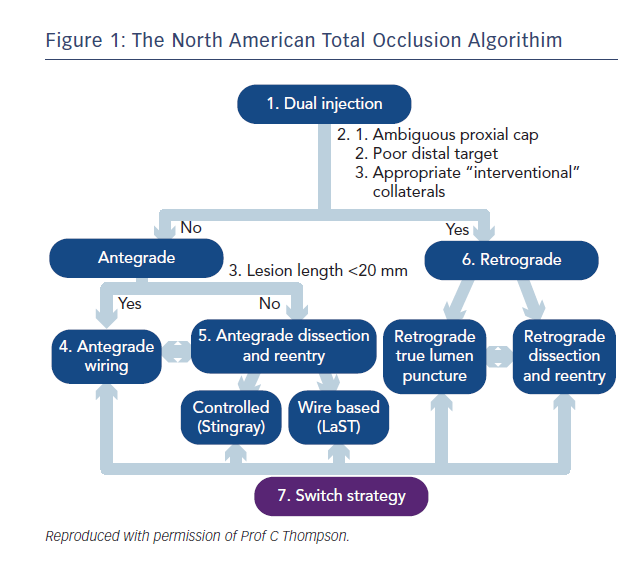 Figure 1: The North American Total Occlusion Algorithim
1. Dual injection
2. 1. Ambiguous proxial cap
2. Poor distal target
3. Appropriate “interventional”
collaterals
No
Yes
Antegrade
6. Retrograde
3. Lesion length <20 mm
Yes
No
4. Antegrade
wiring
5. Antegrade dissection
and reentry
Retrograde
true lumen
puncture
Retrograde
dissection
and reentry
Controlled
(Stingray)
Wire based
(LaST)
7. Switch strategy
Reproduced with permission of Prof C Thompson.